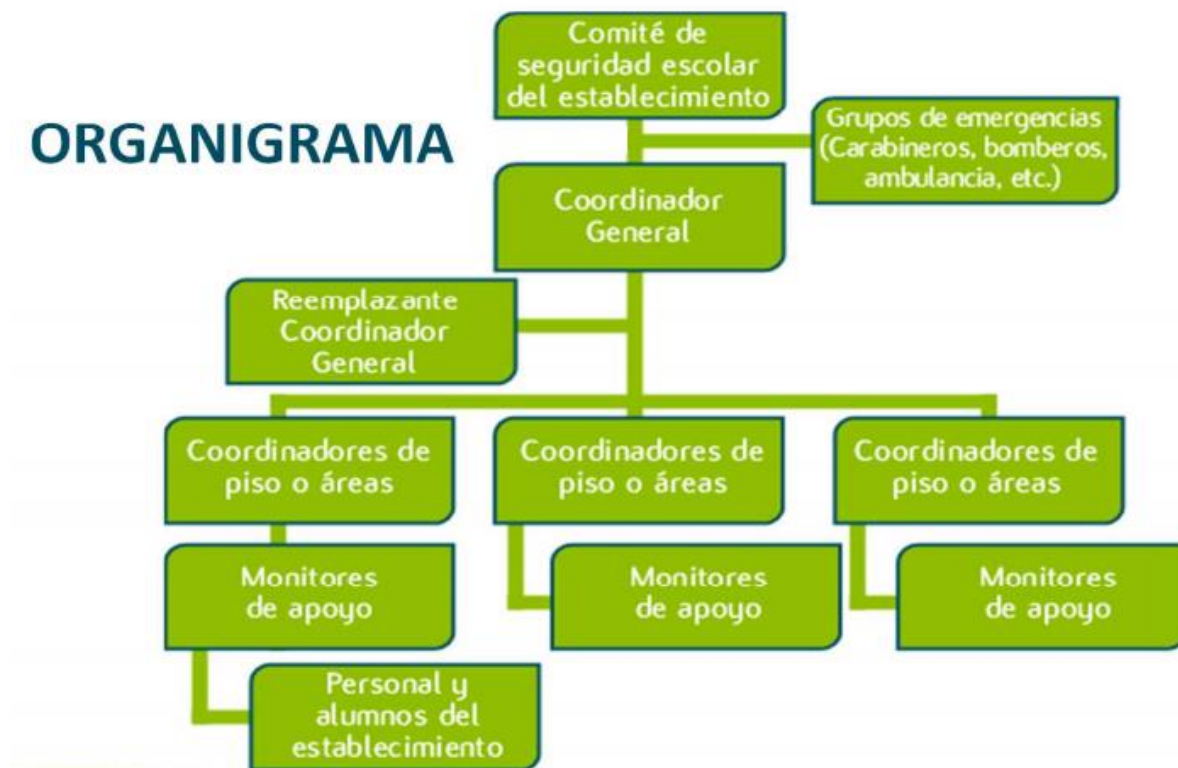 Comité de
seguridad escolar
del establecimiento
ORGANIGRAMA
Grupos de emergencias
(Carabineros, bomberos,
ambulancia, etc.)
Coordinador
General
Reemplazante
Coordinador
General
Coordinadores de
piso o áreas
Coordinadores de
piso o áreas
Coordinadores de
piso o áreas
Monitores
de apoyo
Monitores
de apoyo
Monitores
de apoyo
Personal y
alumnos del
establecimiento